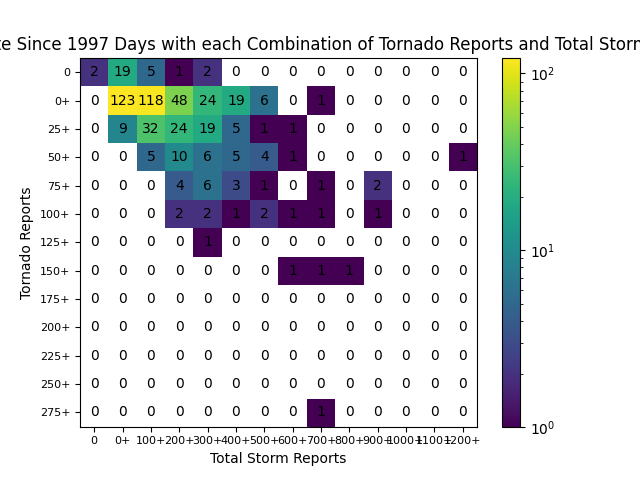 te Since 1997 Days with each Combination of Tornado Reports and Total Storm
0 2 19 5 1 2 0 0 0 0 0 0 0 0 0
0+ 0 123 118 48 24 19 6 0 1 0 0 0 0 0
25+ 0 9 32 24 19 5 1 1 0 0 0 0 0 0
50+ 0 0 5 10 6 5 4 1 0 0 0 0 0 1
75+ 0 0 0 4 6 3 1 0 1 0 2 0 0 0
100+ 0 0 0 2 2 1 2 1 1 0 1 0 0 0
125+ 0 0 0 0 1 0 0 0 0 0 0 0 0 0
150+ 0 0 0 0 0 0 0 1 1 1 0 0 0 0
175+ 0 0 0 0 0 0 0 0 0 0 0 0 0 0
200+ 0 0 0 0 0 0 0 0 0 0 0 0 0 0
225+ 0 0 0 0 0 0 0 0 0 0 0 0 0 0
250+ 0 0 0 0 0 0 0 0 0 0 0 0 0 0
275+ 0 0 0 0 0 0 0 0 1 0 0 0 0 0
0 0+ 100+ 200+ 300+ 400+ 500+ 600+ 700+ 800+ 900+ 1000+ 1100+ 1200+
Total Storm Reports
Tornado Reports
10²
10¹
10⁰